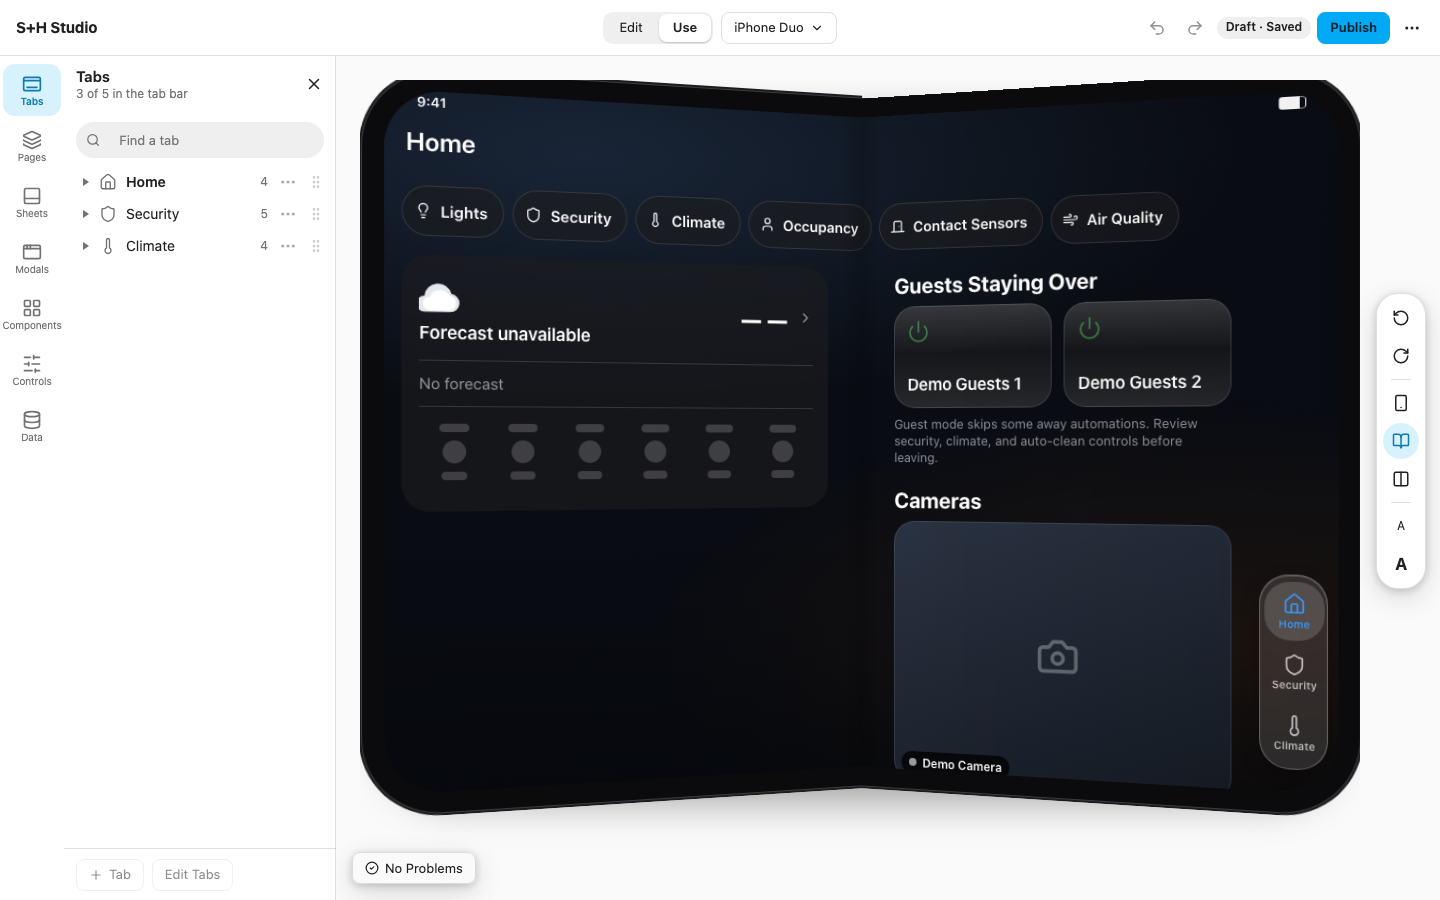 S+H Studio
Edit
Use
iPhone Duo
Draft · Saved
Publish
Tabs
Pages
Sheets
Modals
Components
Controls
Data
Tabs
3 of 5 in the tab bar
Find a tab
Home 4
Security 5
Climate 4
+ Tab
Edit Tabs
9:41
Home
Lights
Security
Climate
Occupancy
Contact Sensors
Air Quality
Forecast unavailable
— —
No forecast
Guests Staying Over
Demo Guests 1
Demo Guests 2
Guest mode skips some away automations. Review
security, climate, and auto-clean controls before
leaving.
Cameras
Demo Camera
Home
Security
Climate
A
A
No Problems